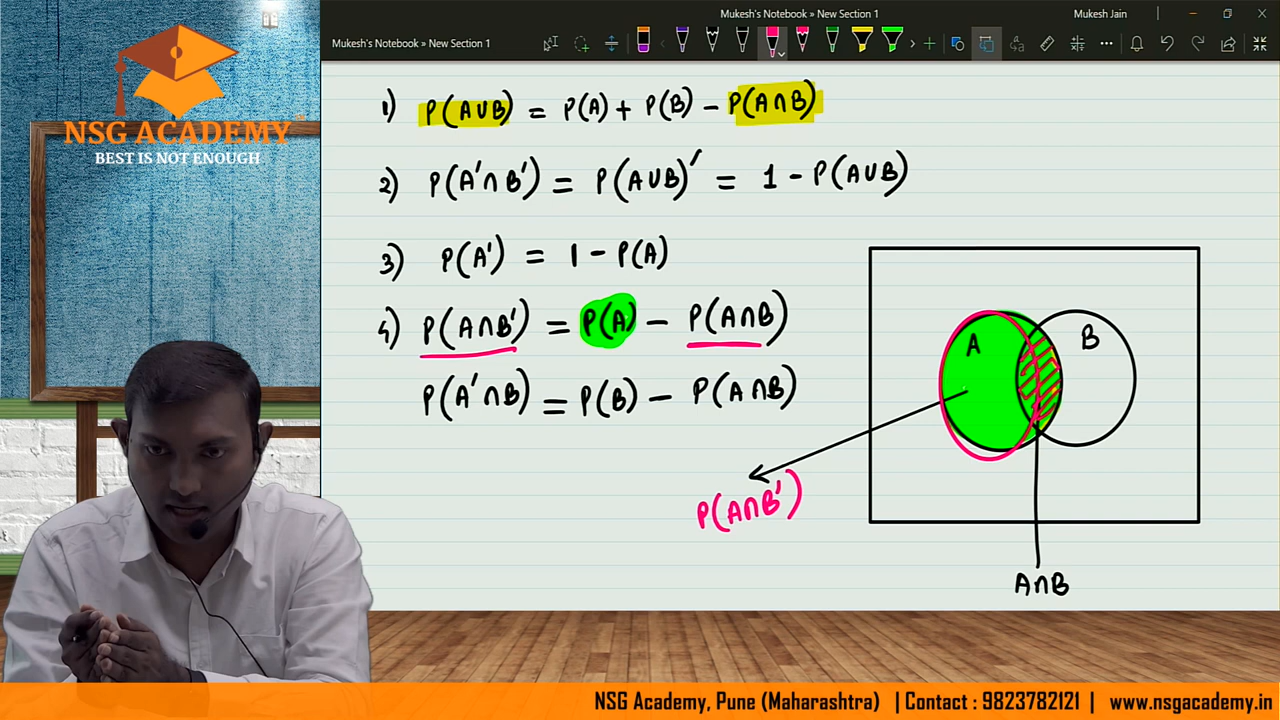 Mukesh's Notebook » New Section 1
Mukesh Jain
Mukesh's Notebook » New Section 1
NSG ACADEMY
BEST IS NOT ENOUGH
1) P(A∪B) = P(A) + P(B) - P(A∩B)
2) P(A'∩B') = P(A∪B)' = 1 - P(A∪B)
3) P(A') = 1 - P(A)
4) P(A∩B') = P(A) - P(A∩B)
P(A'∩B) = P(B) - P(A∩B)
A
B
P(A∩B')
A∩B
NSG Academy, Pune (Maharashtra) | Contact : 9823782121 | www.nsgacademy.in